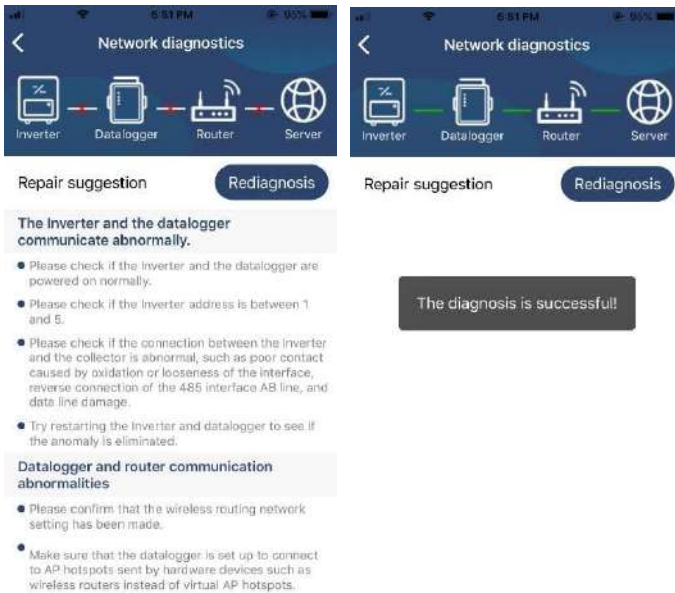 6:51 PM
95%
Network diagnostics
Inverter
Datalogger
Router
Server
Repair suggestion
Rediagnosis
The Inverter and the datalogger
communicate abnormally.
Please check if the Inverter and the datalogger are
powered on normally.
Please check if the Inverter address is between 1
and 5.
Please check if the connection between the Inverter
and the collector is abnormal, such as poor contact
caused by oxidation or looseness of the interface,
reverse connection of the 485 interface AB line, and
data line damage.
Try restarting the Inverter and datalogger to see if
the anomaly is eliminated.
Datalogger and router communication
abnormalities
Please confirm that the wireless routing network
setting has been made.
Make sure that the datalogger is set up to connect
to AP hotspots sent by hardware devices such as
wireless routers instead of virtual AP hotspots.
6:51 PM
95%
Network diagnostics
Inverter
Datalogger
Router
Server
Repair suggestion
Rediagnosis
The diagnosis is successful!